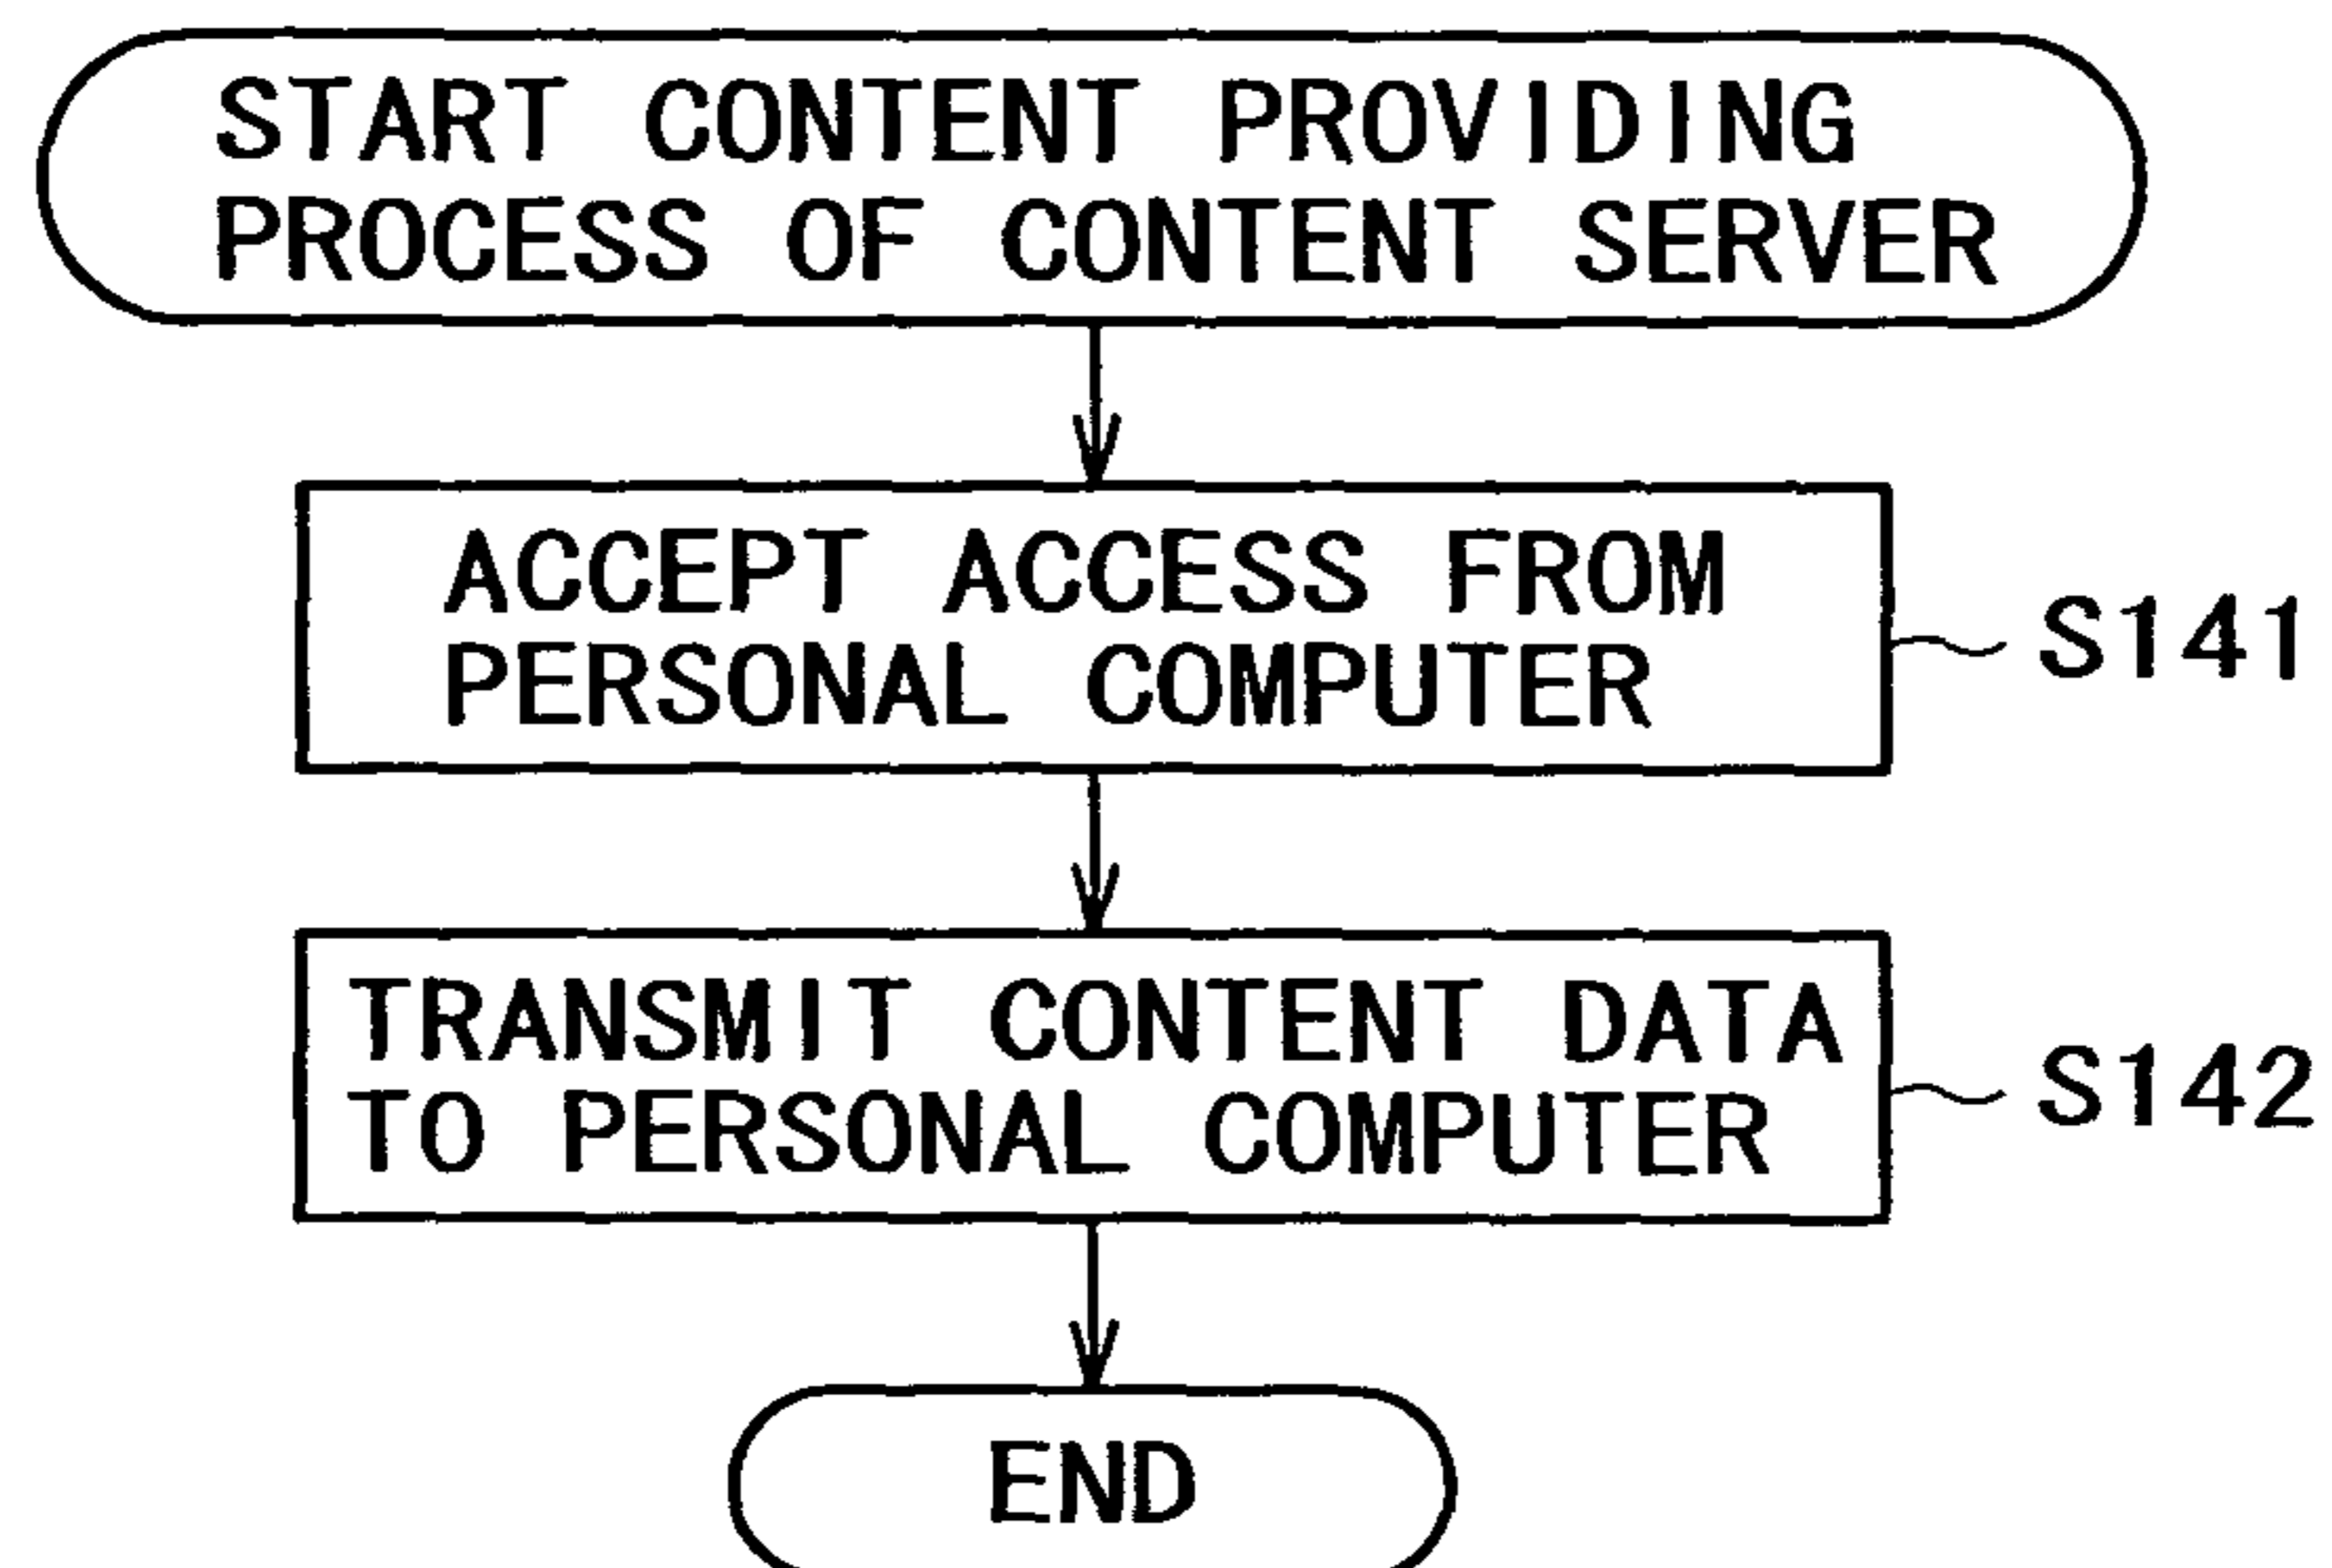 START CONTENT PROVIDING
PROCESS OF CONTENT SERVER
ACCEPT ACCESS FROM
PERSONAL COMPUTER
S141
TRANSMIT CONTENT DATA
TO PERSONAL COMPUTER
S142
END